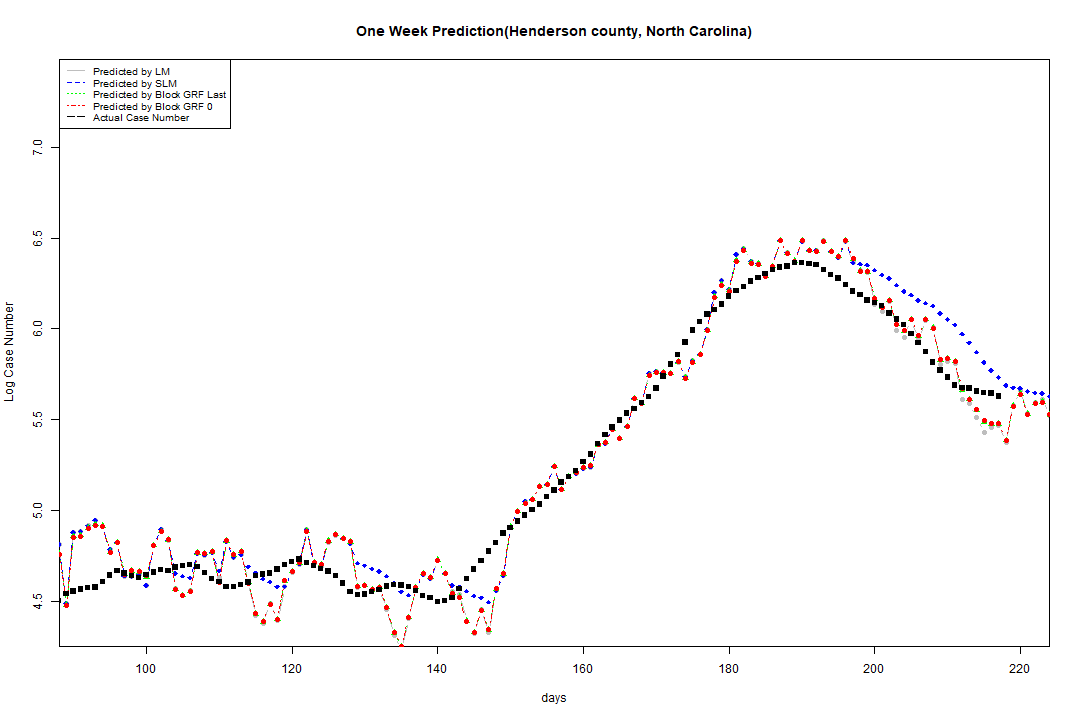 One Week Prediction(Henderson county, North Carolina)
Predicted by LM
Predicted by SLM
Predicted by Block GRF Last
Predicted by Block GRF 0
Actual Case Number
7.0
6.5
6.0
5.5
5.0
4.5
Log Case Number
100 120 140 160 180 200 220
days